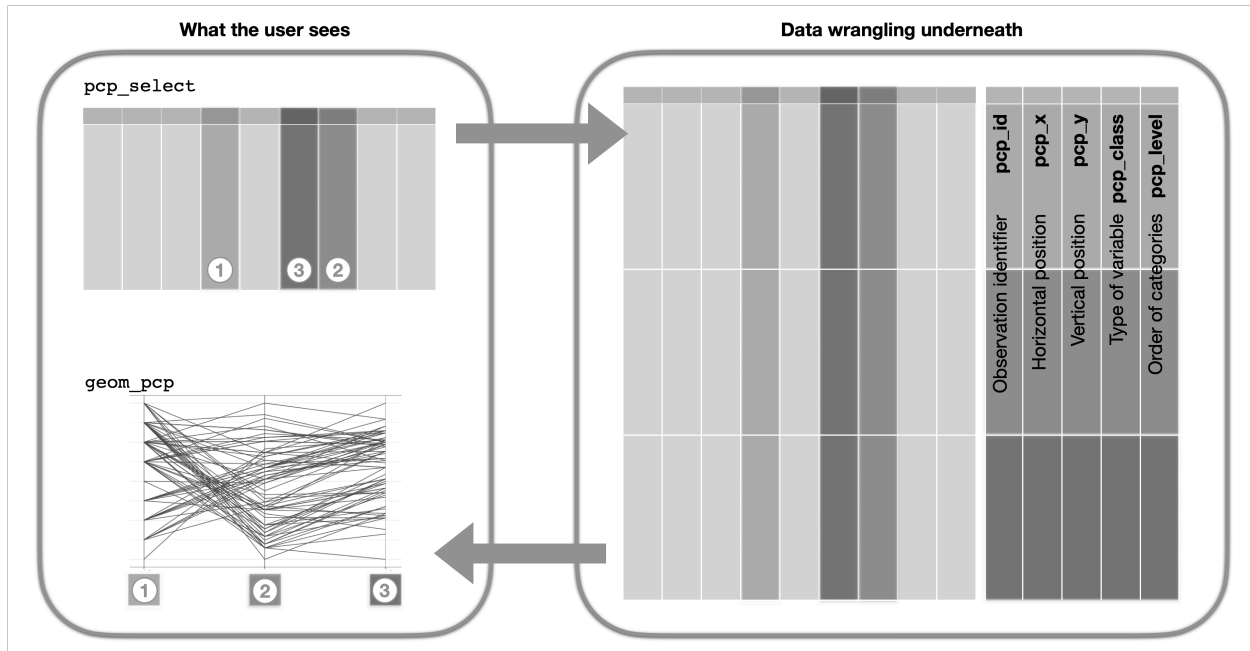 What the user sees
Data wrangling underneath
pcp_select
1
3
2
geom_pcp
1
2
3
pcp_id
Observation identifier
pcp_x
Horizontal position
pcp_y
Vertical position
pcp_class
Type of variable
pcp_level
Order of categories